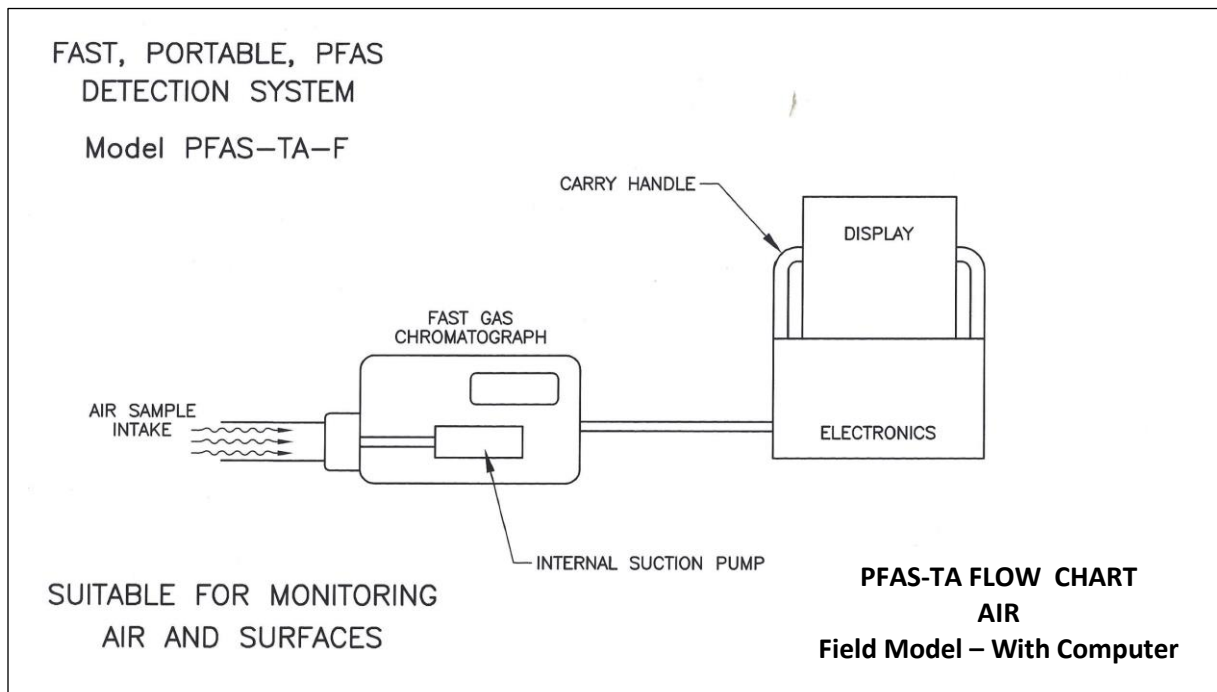 FAST, PORTABLE, PFAS
DETECTION SYSTEM
Model PFAS-TA-F
CARRY HANDLE
DISPLAY
FAST GAS
CHROMATOGRAPH
AIR SAMPLE
INTAKE
ELECTRONICS
INTERNAL SUCTION PUMP
SUITABLE FOR MONITORING
AIR AND SURFACES
PFAS-TA FLOW CHART
AIR
Field Model – With Computer